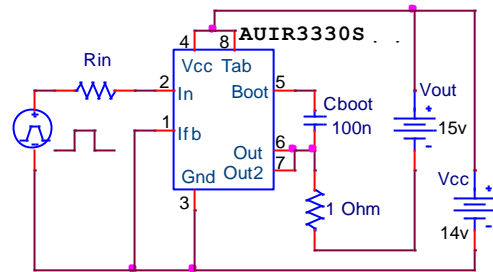 AUIR3330S
4 8
Rin
Vcc Tab
2 In
Boot 5
Cboot
100n
Vout
15v
1 Ifb
Out 6
Out2 7
Gnd
3
1 Ohm
Vcc
14v